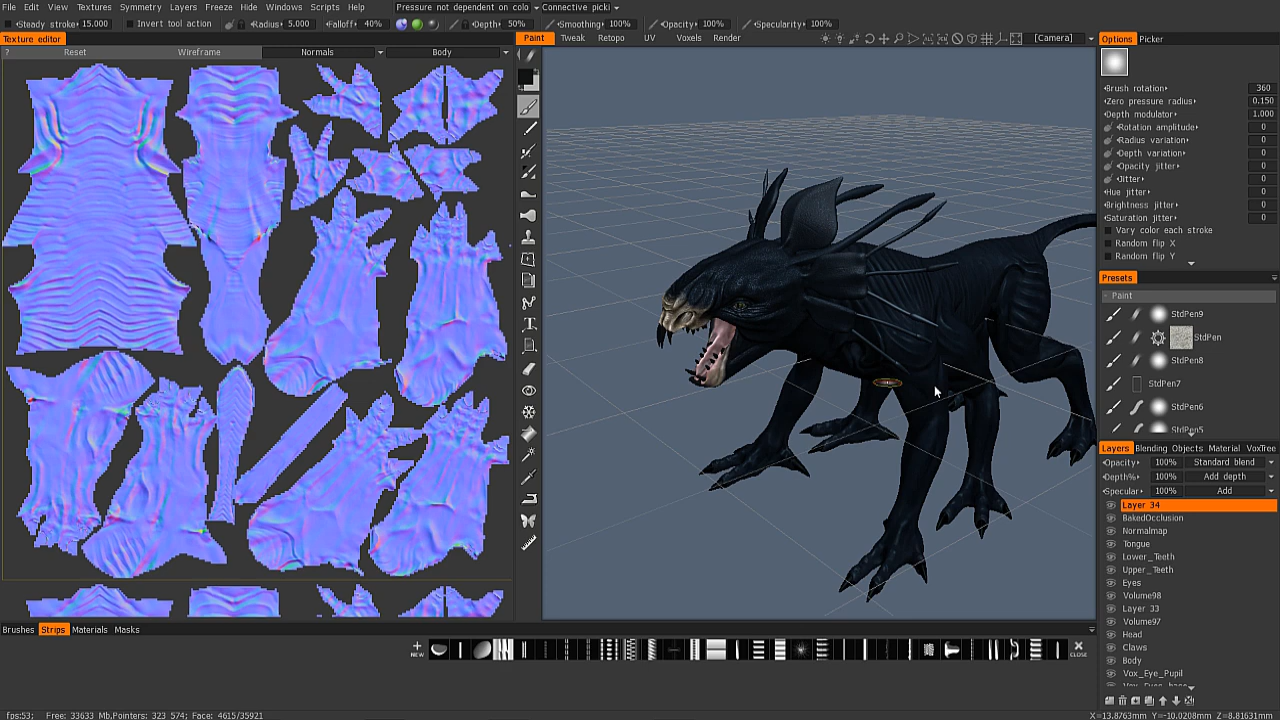 File Edit View Textures Symmetry Layers Freeze Hide Windows Scripts Help Pressure not dependent on colo Connective picki
Steady stroke 15.000 Invert tool action Radius 5.000 Falloff 40% Depth 50% Smoothing 100% Opacity 100% Specularity 100%
Texture editor
Paint Tweak Retopo UV Voxels Render [Camera]
Options Picker
? Reset Wireframe Normals Body
Brush rotation 360
Zero pressure radius 0.150
Depth modulator 1.000
Rotation amplitude 0
Radius variation 0
Depth variation 0
Opacity jitter 0
Jitter 0
Hue jitter 0
Brightness jitter 0
Saturation jitter 0
Vary color each stroke
Random flip X
Random flip Y
Presets
- Paint
StdPen9
StdPen
StdPen8
StdPen7
StdPen6
StdPen5
Layers Blending Objects Material VoxTree
Opacity 100% Standard blend
Depth% 100% Add depth
Specular 100% Add
Layer 34
BakedOcclusion
Normalmap
Tongue
Lower_Teeth
Upper_Teeth
Eyes
Volume98
Layer 33
Volume97
Head
Claws
Body
Vox_Eye_Pupil
Brushes Strips Materials Masks
NEW
CLOSE
fps:53; Free: 33633 Mb,Pointers: 323 574; Face: 4615/35921
X=13.8763mm Y=-10.0208mm Z=8.81631mm